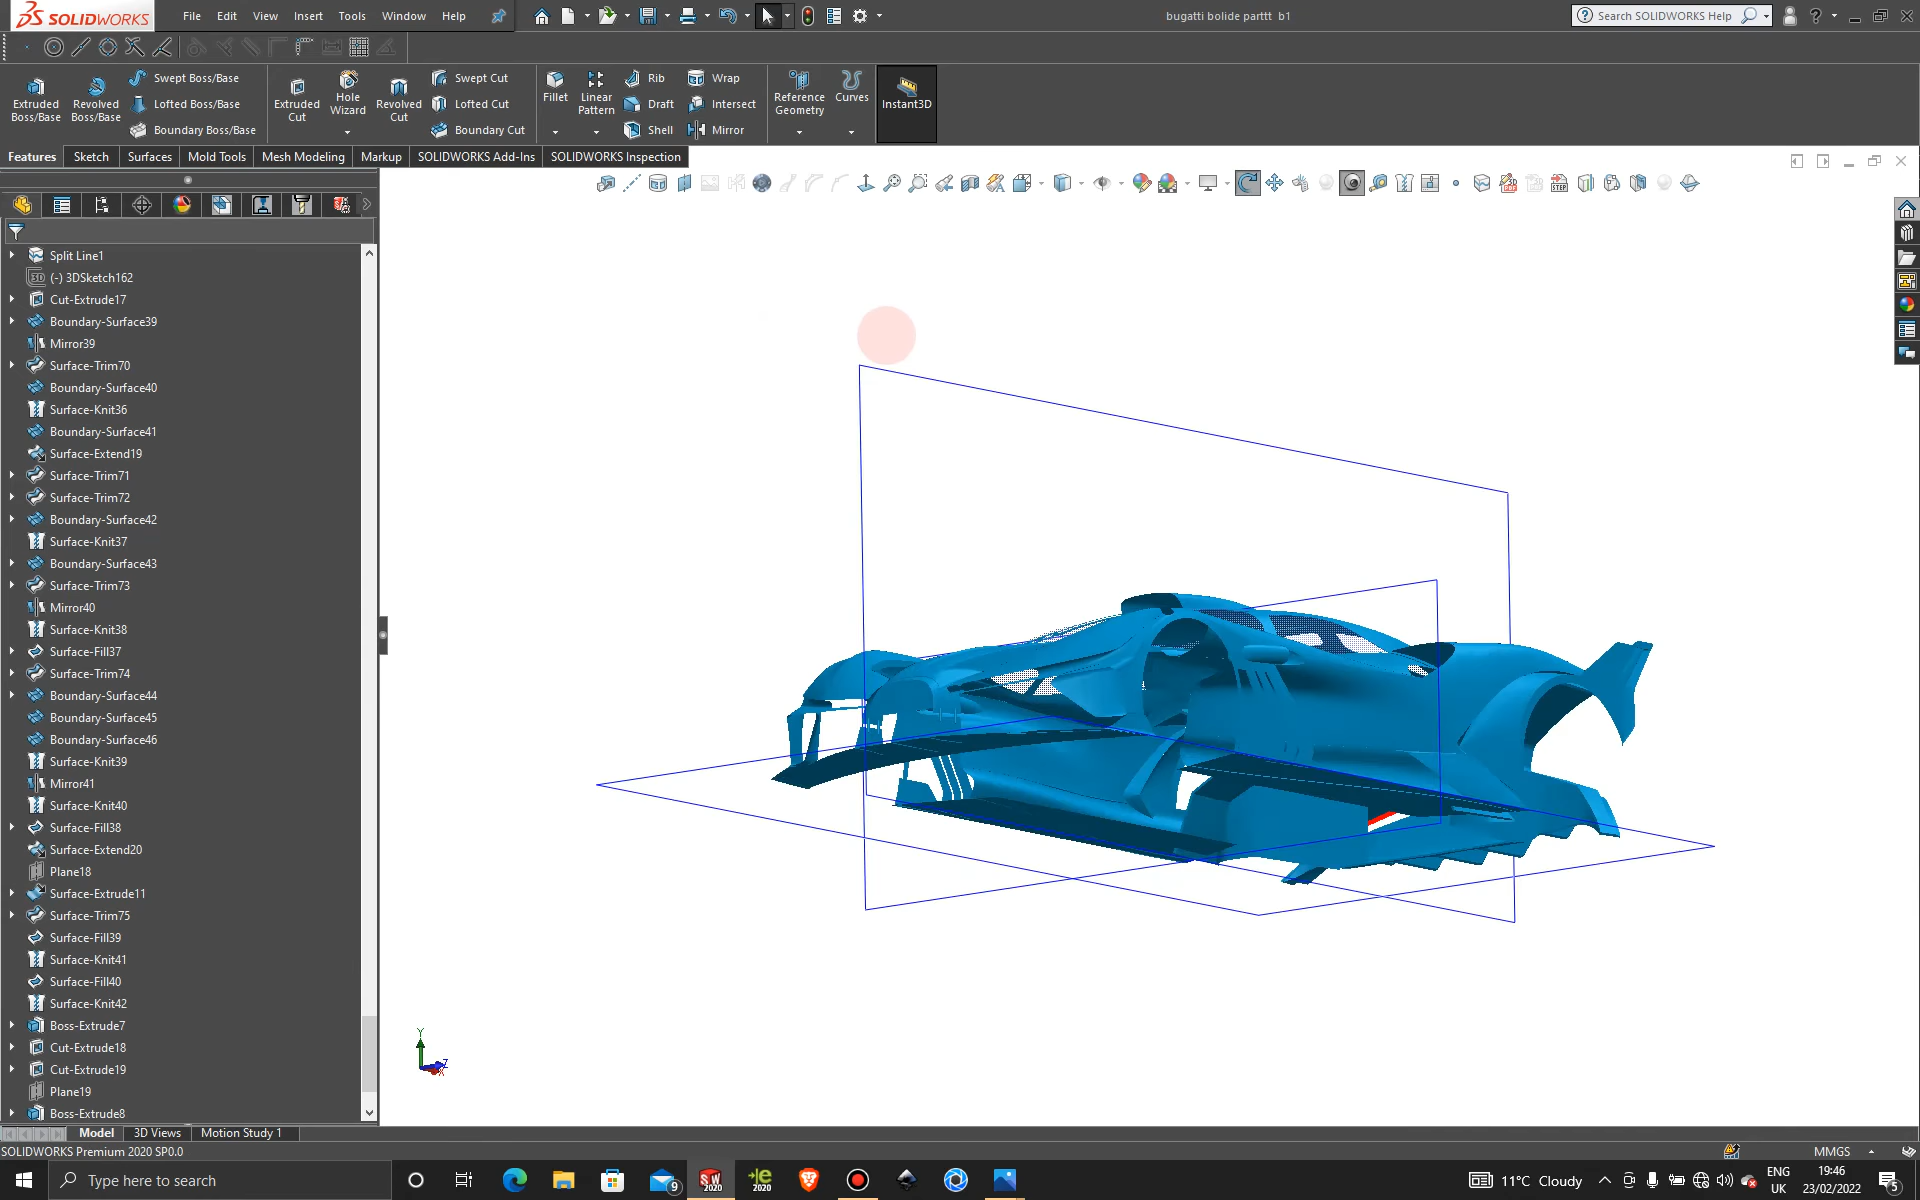 SOLIDWORKS File Edit View Insert Tools Window Help bugatti bolide parttt b1 Search SOLIDWORKS Help
Extruded Boss/Base
Revolved Boss/Base
Swept Boss/Base
Lofted Boss/Base
Boundary Boss/Base
Extruded Cut
Hole Wizard
Revolved Cut
Swept Cut
Lofted Cut
Boundary Cut
Fillet
Linear Pattern
Rib
Draft
Shell
Wrap
Intersect
Mirror
Reference Geometry
Curves
Instant3D
Features Sketch Surfaces Mold Tools Mesh Modeling Markup SOLIDWORKS Add-Ins SOLIDWORKS Inspection
Split Line1
(-) 3DSketch162
Cut-Extrude17
Boundary-Surface39
Mirror39
Surface-Trim70
Boundary-Surface40
Surface-Knit36
Boundary-Surface41
Surface-Extend19
Surface-Trim71
Surface-Trim72
Boundary-Surface42
Surface-Knit37
Boundary-Surface43
Surface-Trim73
Mirror40
Surface-Knit38
Surface-Fill37
Surface-Trim74
Boundary-Surface44
Boundary-Surface45
Boundary-Surface46
Surface-Knit39
Mirror41
Surface-Knit40
Surface-Fill38
Surface-Extend20
Plane18
Surface-Extrude11
Surface-Trim75
Surface-Fill39
Surface-Knit41
Surface-Fill40
Surface-Knit42
Boss-Extrude7
Cut-Extrude18
Cut-Extrude19
Plane19
Boss-Extrude8
Y
Z
X
Model 3D Views Motion Study 1
SOLIDWORKS Premium 2020 SP0.0 MMGS
Type here to search 9 SW 2020 e 2020 11°C Cloudy ENG UK 19:46 23/02/2022 5